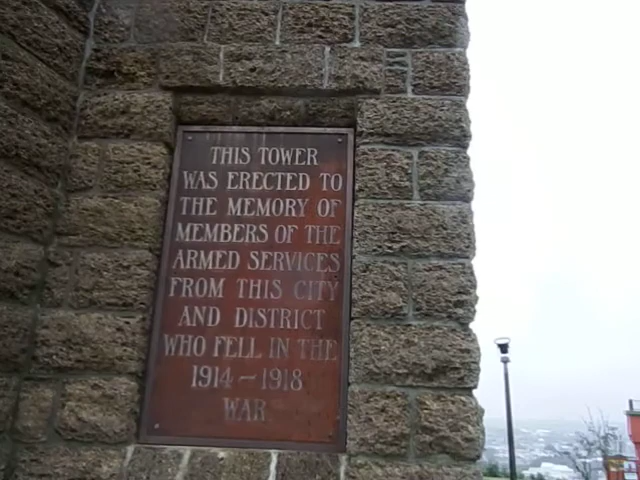 THIS TOWER
WAS ERECTED TO
THE MEMORY OF
MEMBERS OF THE
ARMED SERVICES
FROM THIS CITY
AND DISTRICT
WHO FELL IN THE
1914 - 1918
WAR